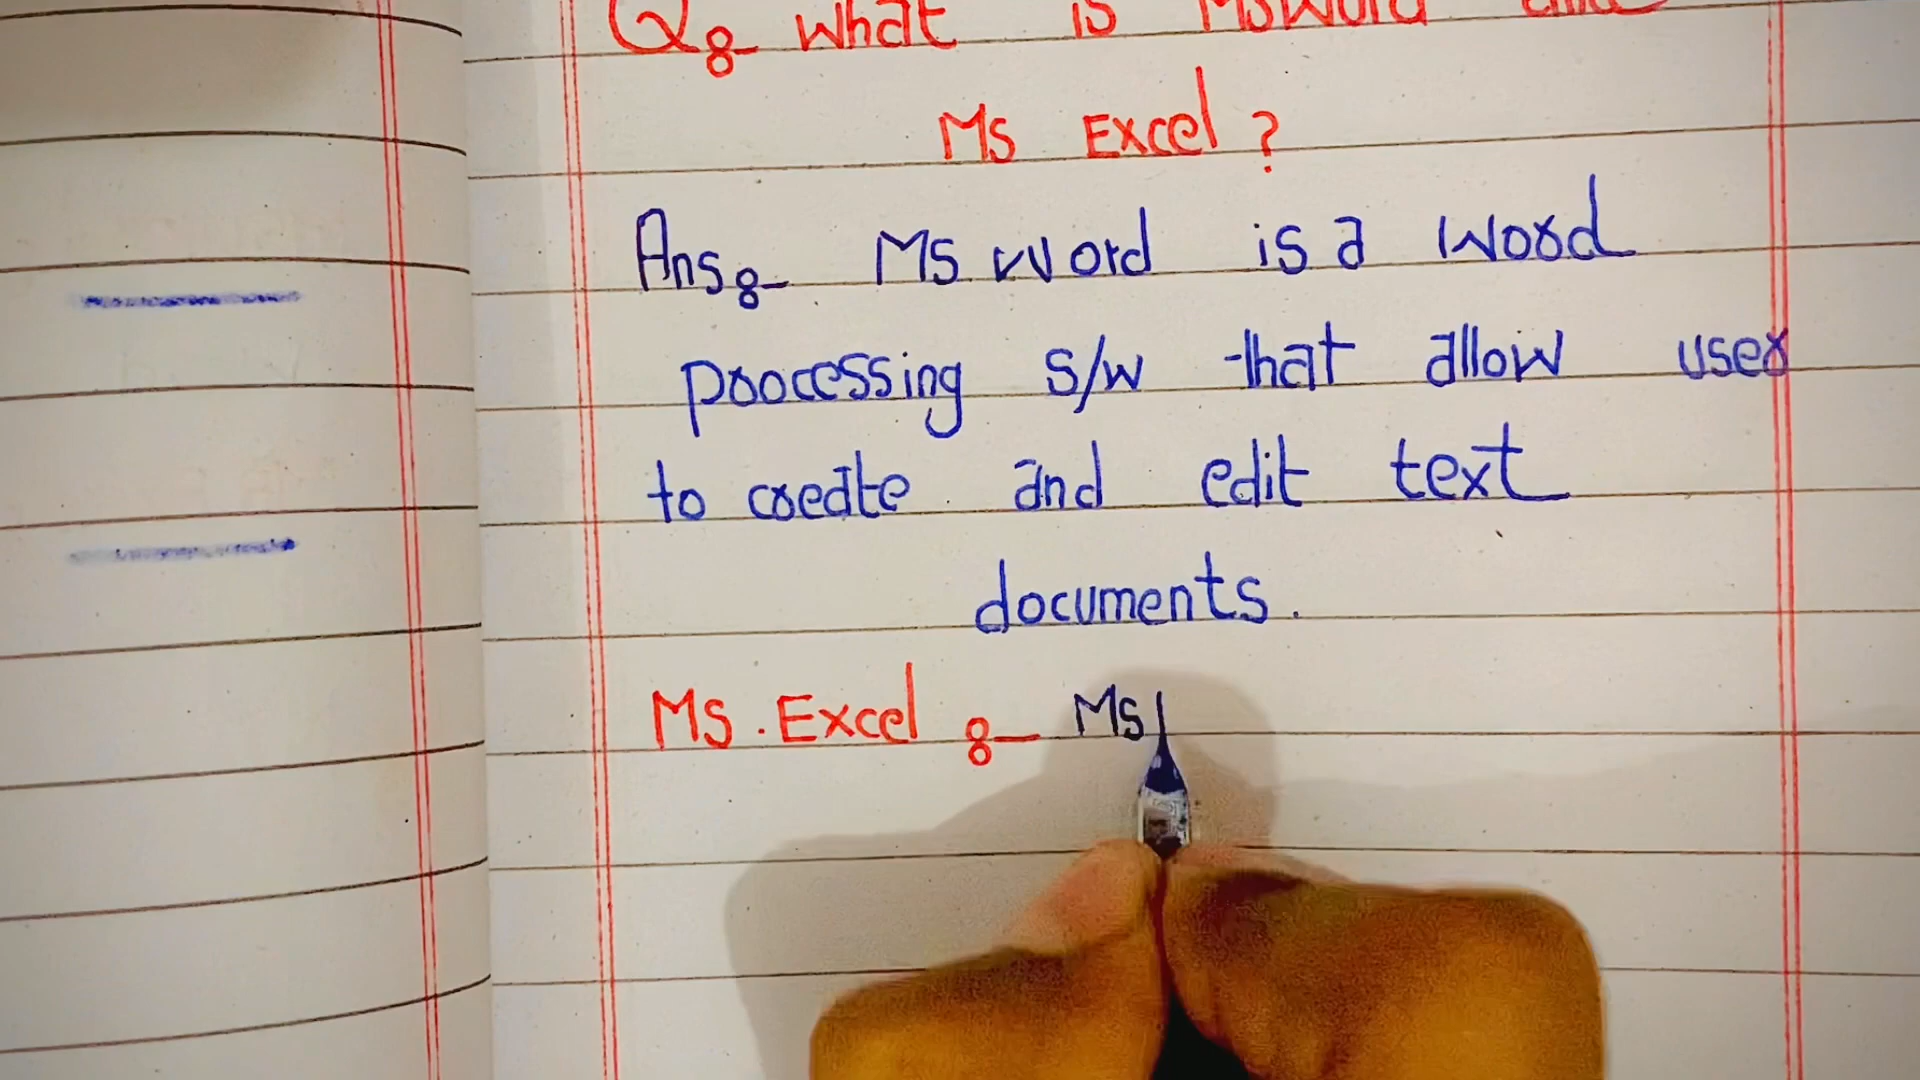 Q8- What is MsWord
Ms Excel ?
Ans8- Ms Word is a Word
processing s/w that allow user
to create and edit text
documents.
Ms. Excel 8- Ms